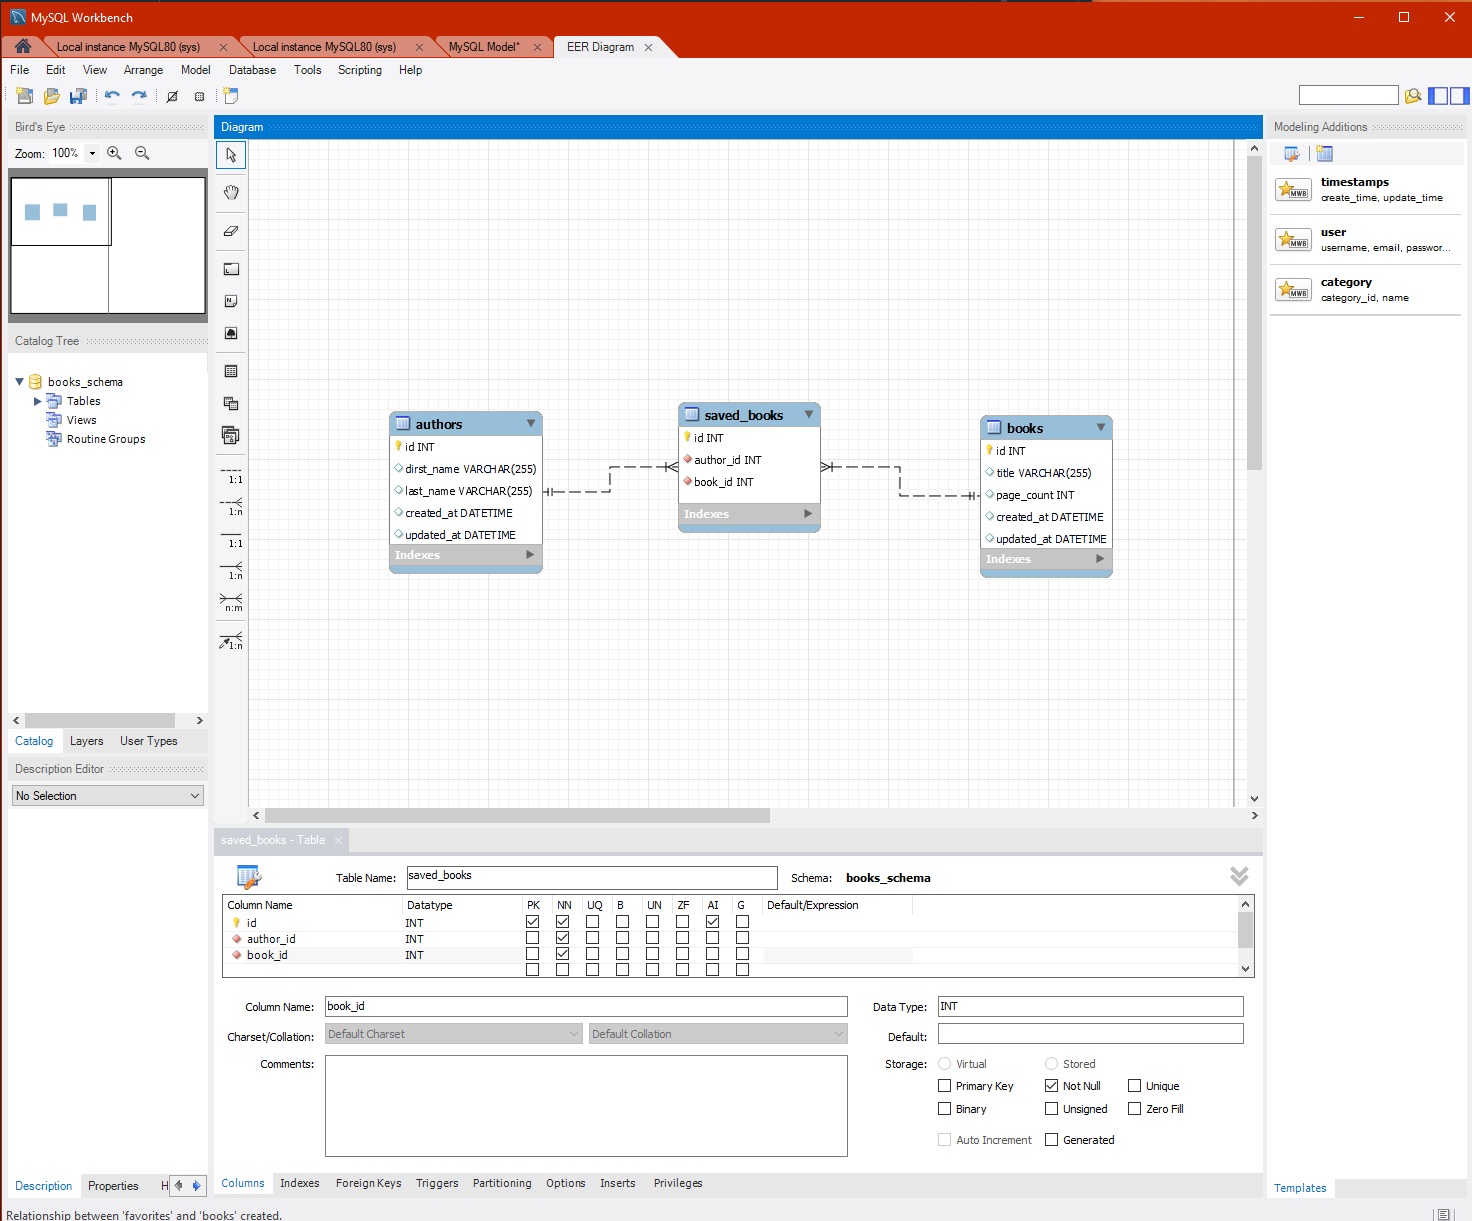 MySQL Workbench
Local instance MySQL80 (sys)
Local instance MySQL80 (sys)
MySQL Model*
EER Diagram
File Edit View Arrange Model Database Tools Scripting Help
Bird's Eye
Zoom: 100%
Catalog Tree
books_schema
Tables
Views
Routine Groups
Catalog Layers User Types
Description Editor
No Selection
Description Properties H
Diagram
1:1
1:n
1:1
1:n
n:m
1:n
authors
id INT
dirst_name VARCHAR(255)
last_name VARCHAR(255)
created_at DATETIME
updated_at DATETIME
Indexes
saved_books
id INT
author_id INT
book_id INT
Indexes
books
id INT
title VARCHAR(255)
page_count INT
created_at DATETIME
updated_at DATETIME
Indexes
Modeling Additions
MWB
timestamps
create_time, update_time
MWB
user
username, email, passwor...
MWB
category
category_id, name
Templates
saved_books - Table
Table Name: saved_books Schema: books_schema
Column Name Datatype PK NN UQ B UN ZF AI G Default/Expression
id INT
author_id INT
book_id INT
Column Name: book_id Data Type: INT
Charset/Collation: Default Charset Default Collation Default:
Comments: Storage: Virtual Stored
Primary Key Not Null Unique
Binary Unsigned Zero Fill
Auto Increment Generated
Columns Indexes Foreign Keys Triggers Partitioning Options Inserts Privileges
Relationship between 'favorites' and 'books' created.